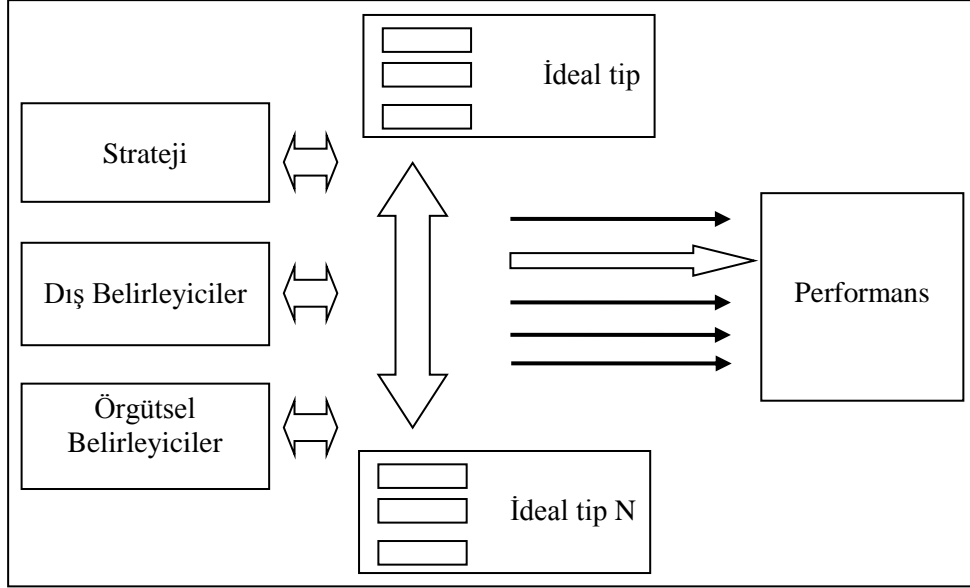 İdeal tip
Strateji
Dış Belirleyiciler
Performans
Örgütsel
Belirleyiciler
İdeal tip N